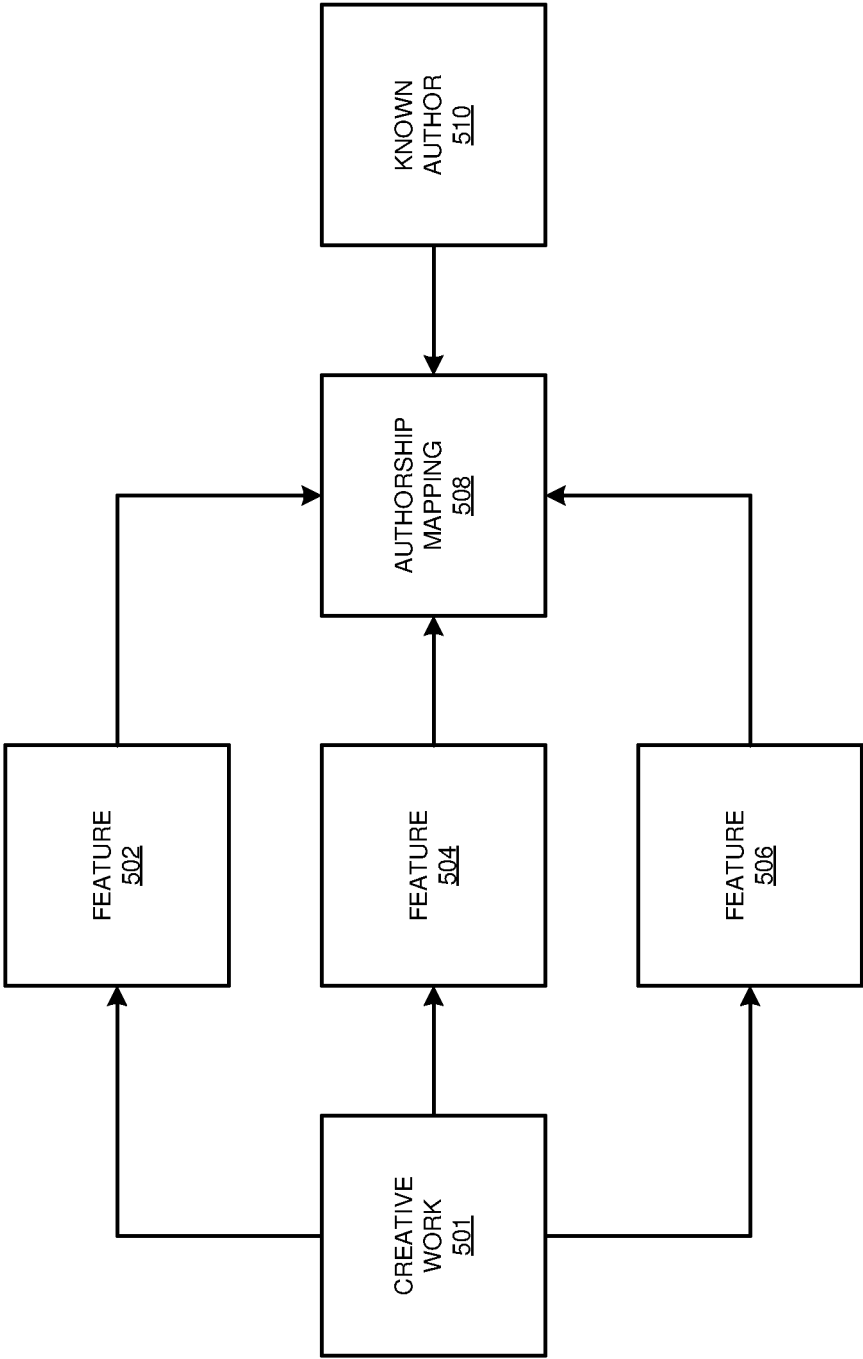 CREATIVE
WORK
501
FEATURE
502
FEATURE
504
FEATURE
506
AUTHORSHIP
MAPPING
508
KNOWN
AUTHOR
510